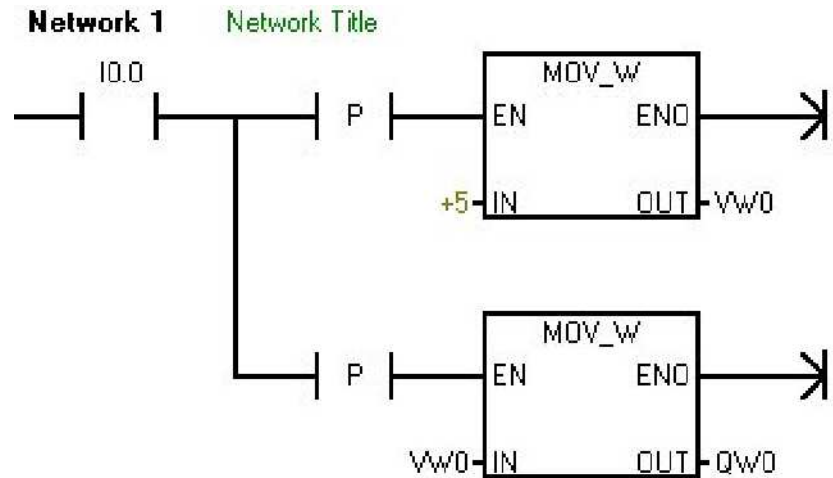 Network 1 Network Title
I0.0
P
MOV_W
EN ENO
+5 IN OUT VW0
P
MOV_W
EN ENO
VW0 IN OUT QW0